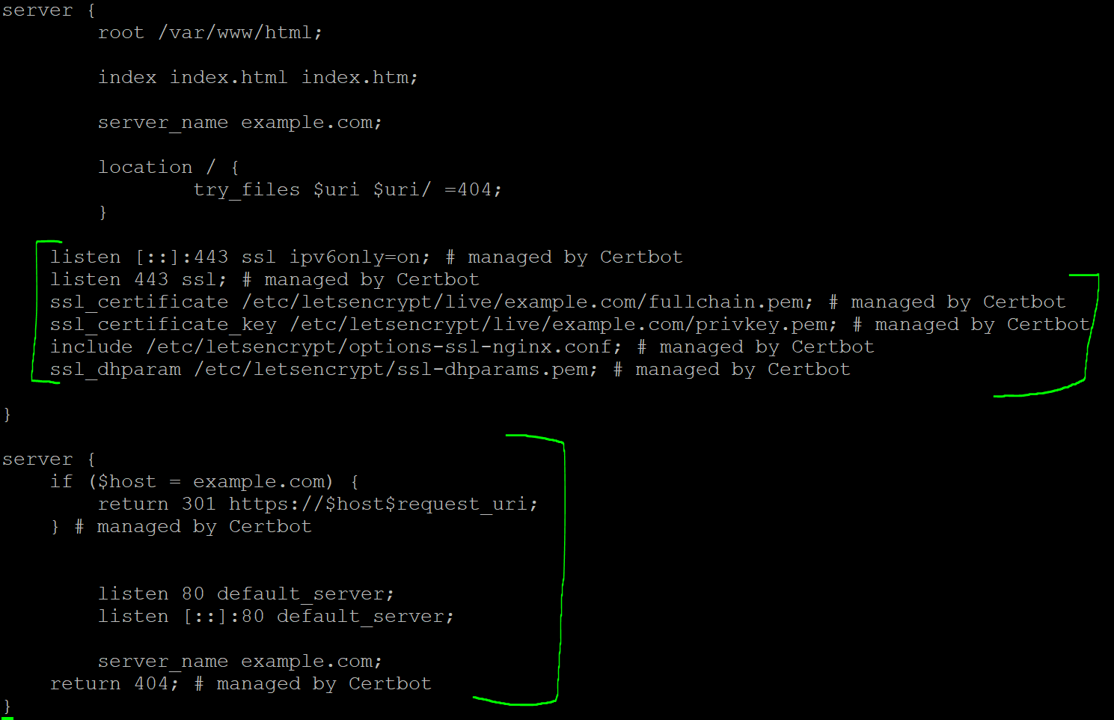 server {
root /var/www/html;
index index.html index.htm;
server_name example.com;
location / {
try_files $uri $uri/ =404;
}
listen [::]:443 ssl ipv6only=on; # managed by Certbot
listen 443 ssl; # managed by Certbot
ssl_certificate /etc/letsencrypt/live/example.com/fullchain.pem; # managed by Certbot
ssl_certificate_key /etc/letsencrypt/live/example.com/privkey.pem; # managed by Certbot
include /etc/letsencrypt/options-ssl-nginx.conf; # managed by Certbot
ssl_dhparam /etc/letsencrypt/ssl-dhparams.pem; # managed by Certbot
}
server {
if ($host = example.com) {
return 301 https://$host$request_uri;
} # managed by Certbot
listen 80 default_server;
listen [::]:80 default_server;
server_name example.com;
return 404; # managed by Certbot
}